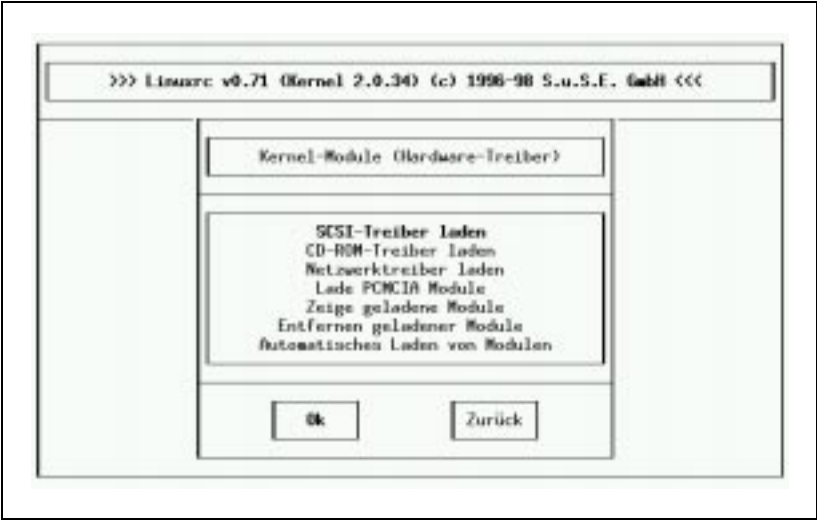 >>> Linuxrc v0.71 (Kernel 2.0.34) (c) 1996-98 S.u.S.E. GmbH <<<
Kernel-Module (Hardware-Treiber)
SCSI-Treiber laden
CD-ROM-Treiber laden
Netzwerktreiber laden
Lade PCMCIA Module
Zeige geladene Module
Entfernen geladener Module
Automatisches Laden von Modulen
Ok Zurück